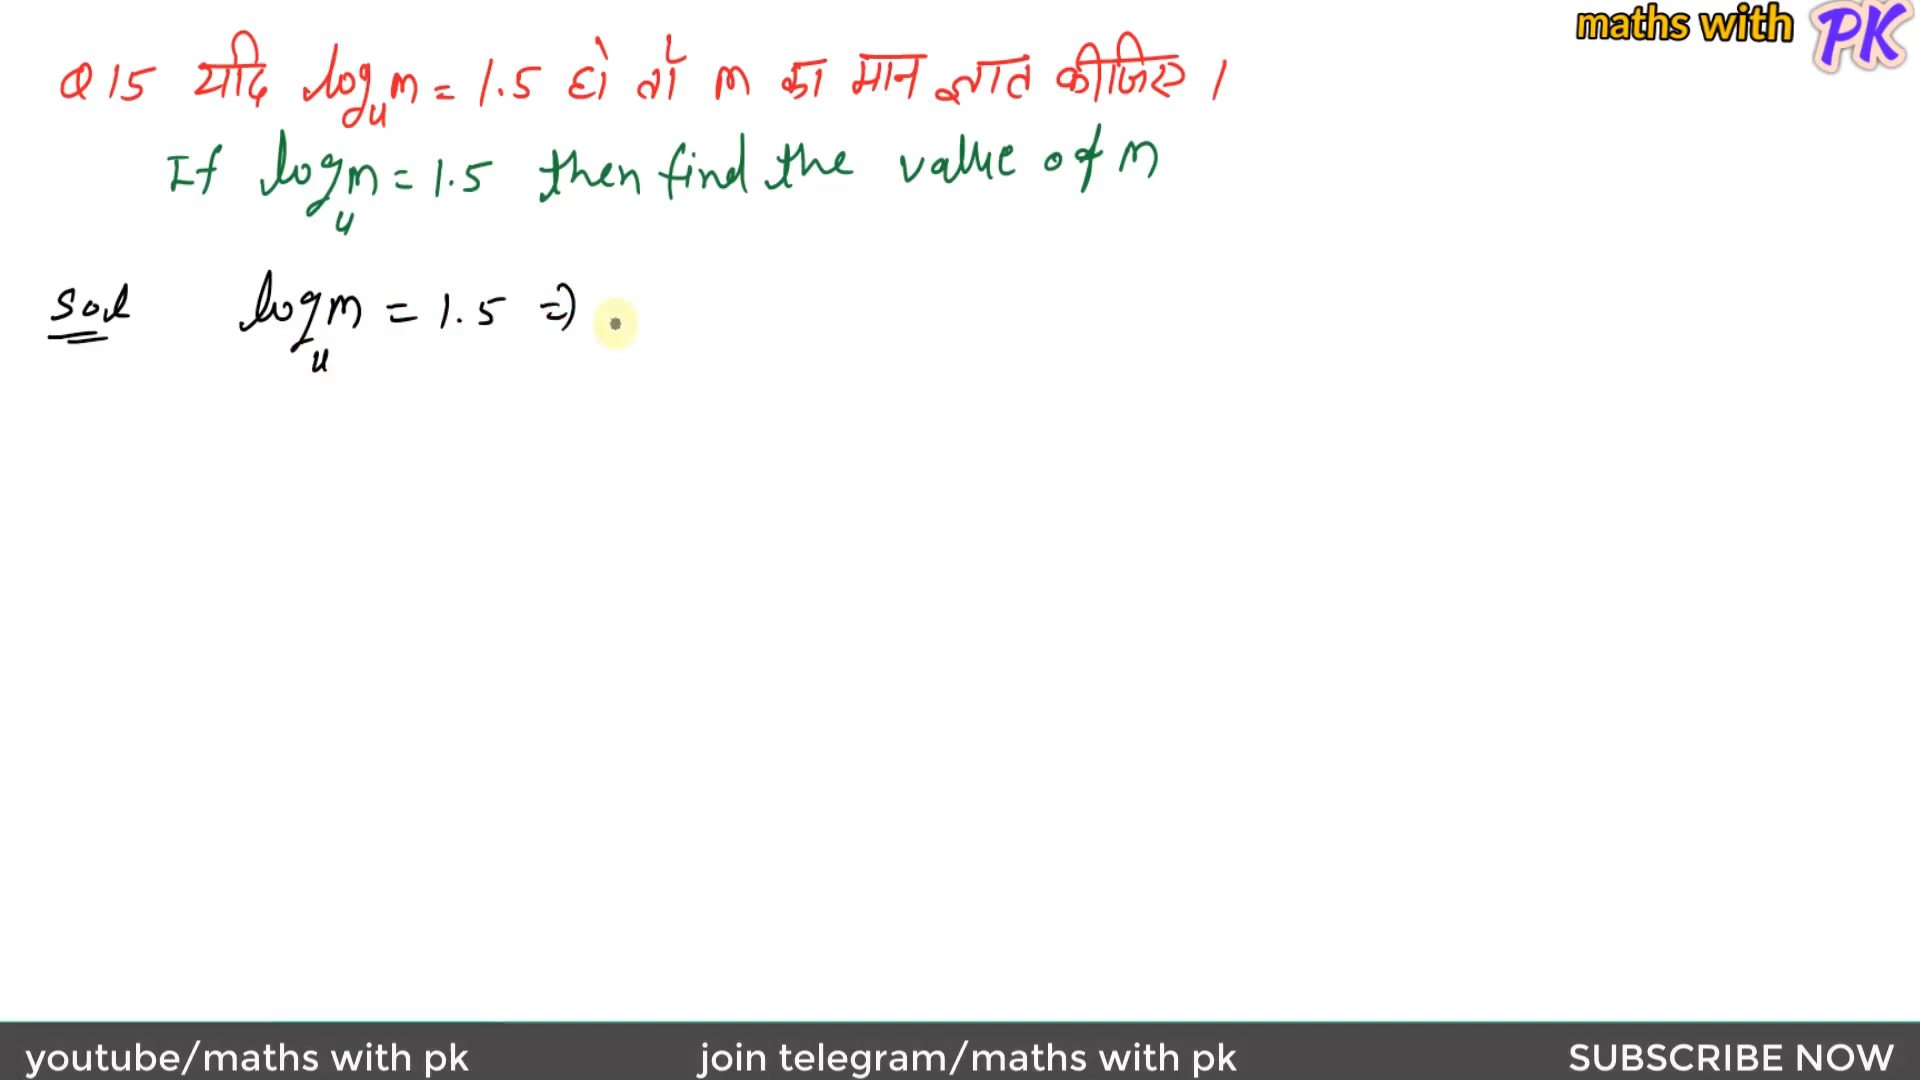 maths with PK
Q 15 यदि log₄m = 1.5 हो तो m का मान ज्ञात कीजिए ।
If log₄m = 1.5 then find the value of m
Sol log₄m = 1.5 ⇒
youtube/maths with pk join telegram/maths with pk SUBSCRIBE NOW